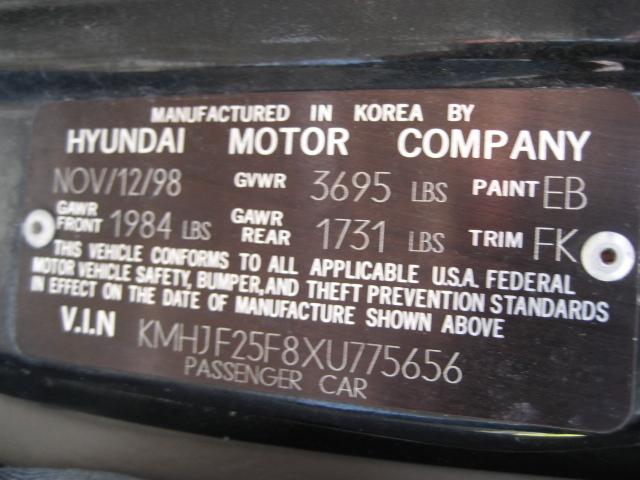 MANUFACTURED IN KOREA BY
HYUNDAI MOTOR COMPANY
NOV/12/98 GVWR 3695 LBS PAINT EB
GAWR FRONT 1984 LBS GAWR REAR 1731 LBS TRIM FK
THIS VEHICLE CONFORMS TO ALL APPLICABLE U.S.A. FEDERAL
MOTOR VEHICLE SAFETY, BUMPER, AND THEFT PREVENTION STANDARDS
IN EFFECT ON THE DATE OF MANUFACTURE SHOWN ABOVE
V.I.N KMHJF25F8XU775656
PASSENGER CAR